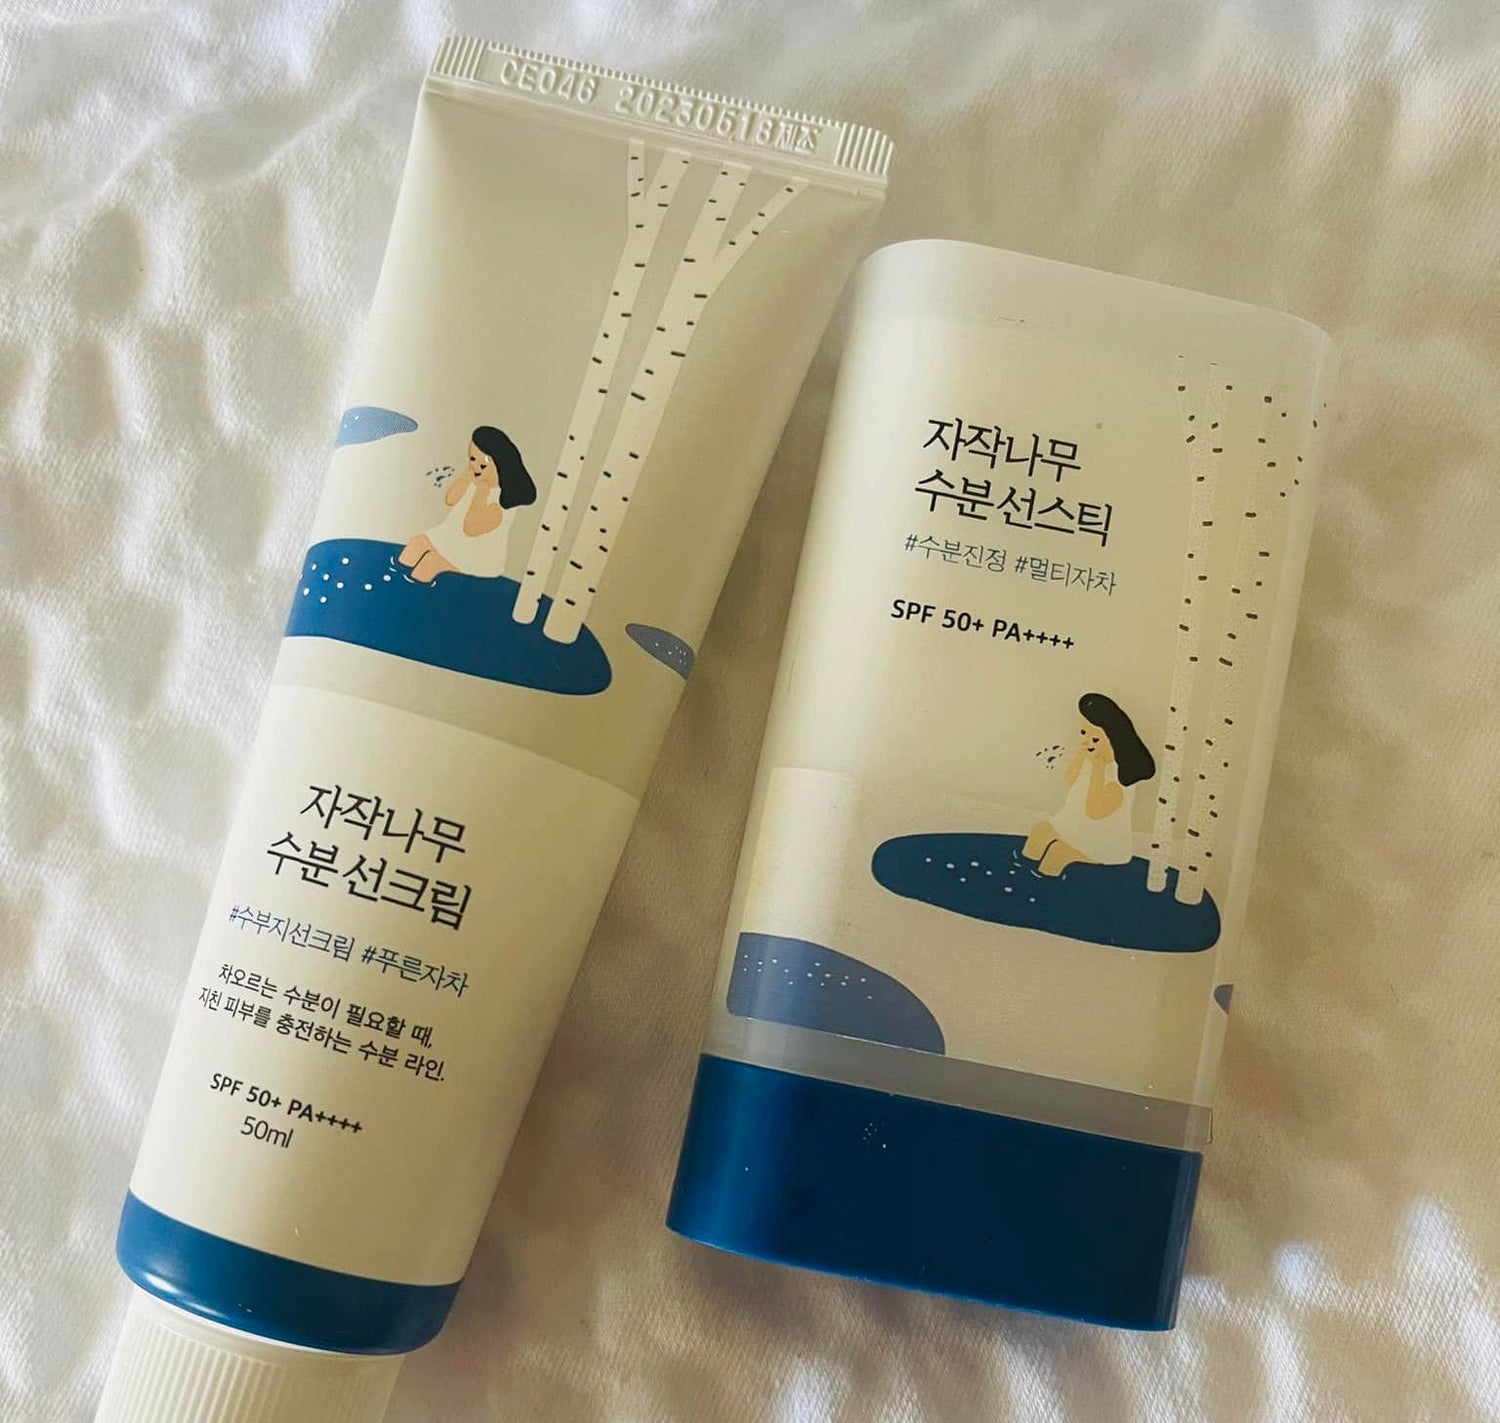 CE046 20230518제조
자작나무
수분 선크림
#수부지선크림 #푸른자차
차오르는 수분이 필요할 때,
지친 피부를 충전하는 수분 라인.
SPF 50+ PA++++
50ml
자작나무
수분 선스틱
#수분진정 #멀티자차
SPF 50+ PA++++